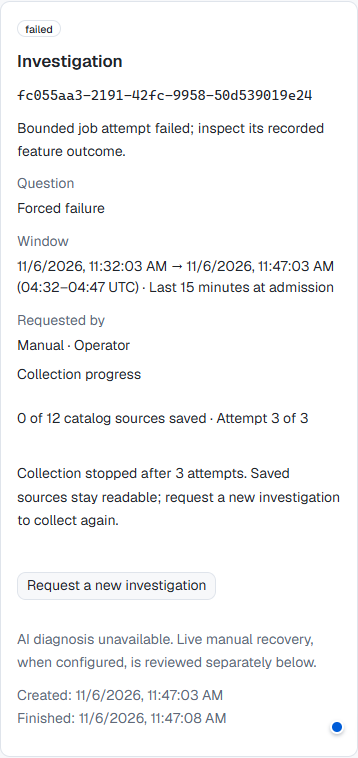 failed
Investigation
fc055aa3-2191-42fc-9958-50d539019e24
Bounded job attempt failed; inspect its recorded
feature outcome.
Question
Forced failure
Window
11/6/2026, 11:32:03 AM → 11/6/2026, 11:47:03 AM
(04:32–04:47 UTC) · Last 15 minutes at admission
Requested by
Manual · Operator
Collection progress
0 of 12 catalog sources saved · Attempt 3 of 3
Collection stopped after 3 attempts. Saved
sources stay readable; request a new investigation
to collect again.
Request a new investigation
AI diagnosis unavailable. Live manual recovery,
when configured, is reviewed separately below.
Created: 11/6/2026, 11:47:03 AM
Finished: 11/6/2026, 11:47:08 AM